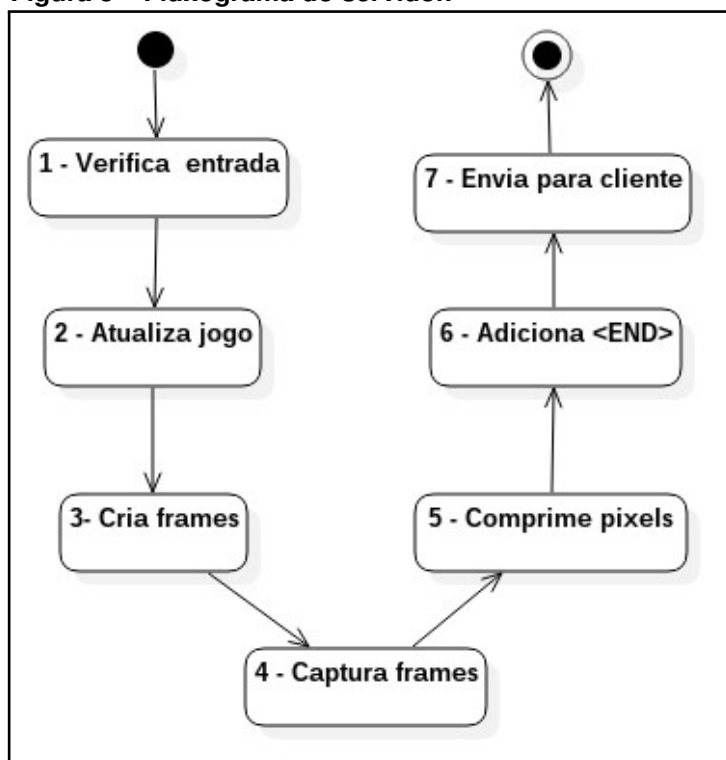 1 - Verifica entrada
2 - Atualiza jogo
3- Cria frames
4 - Captura frames
5 - Comprime pixels
6 - Adiciona <END>
7 - Envia para cliente